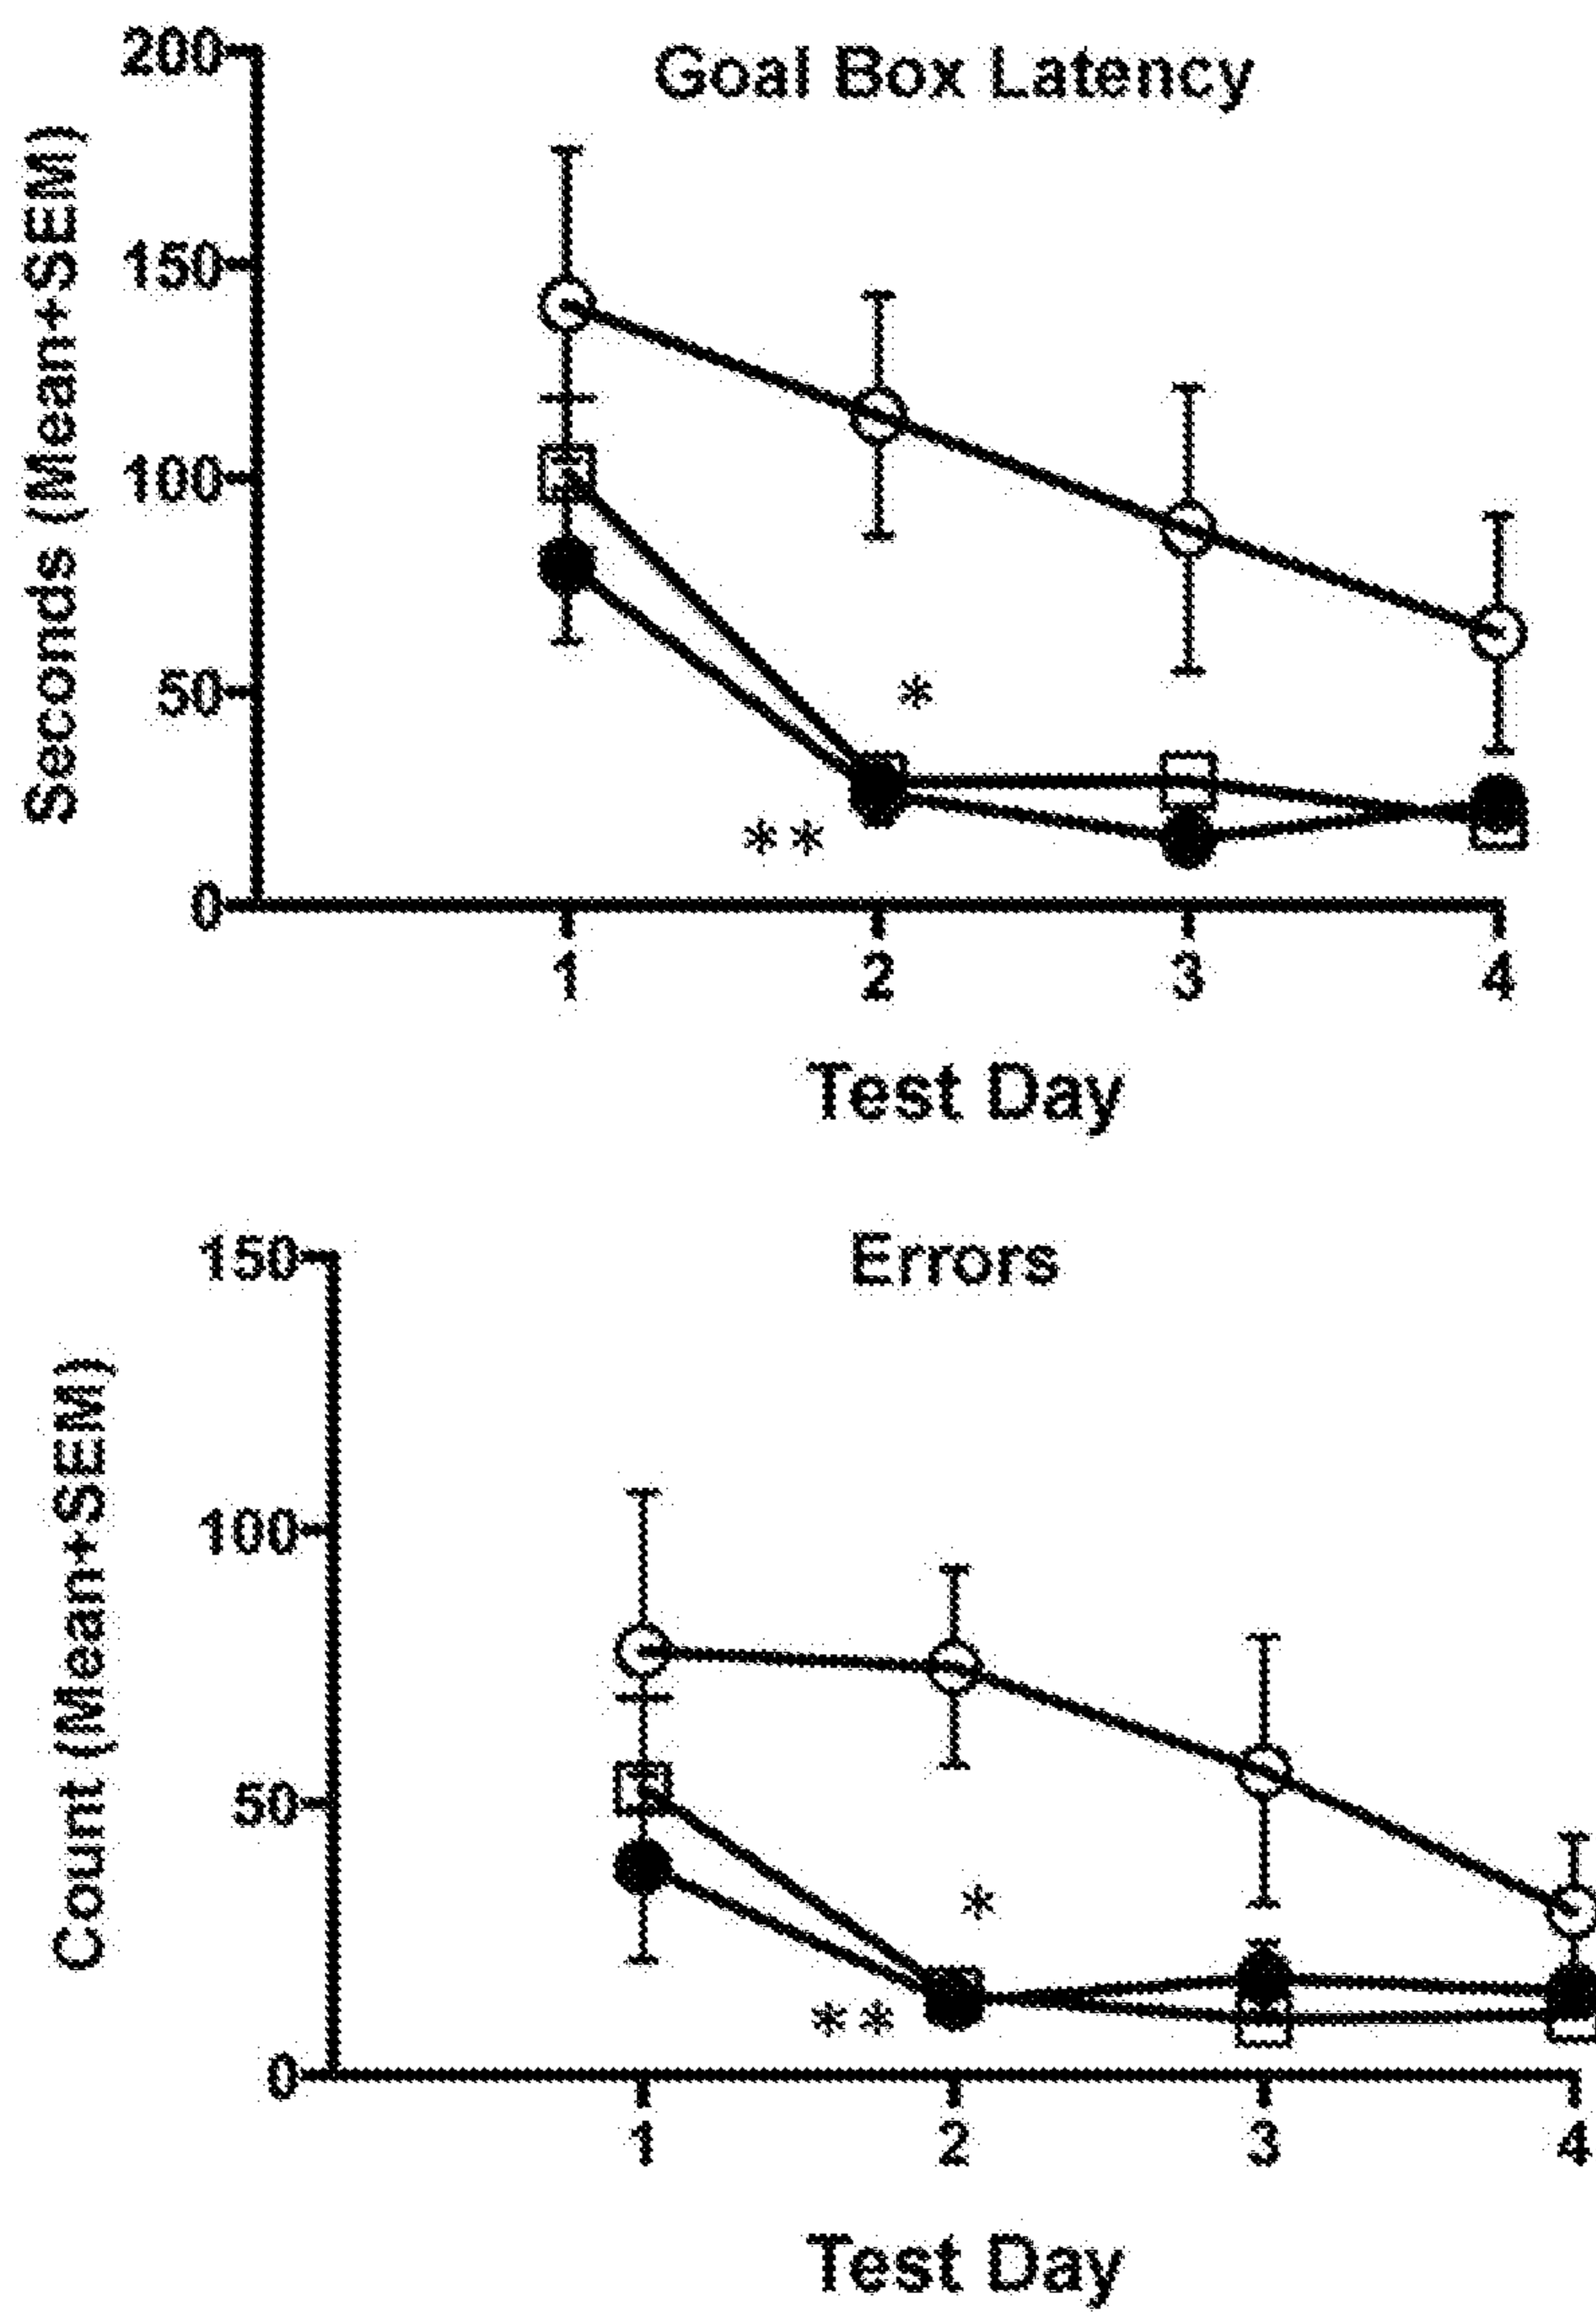 Goal Box Latency
Seconds (Mean+SEM)
200
150
100
50
0
*
**
1 2 3 4
Test Day
Errors
Count (Mean+SEM)
150
100
50
0
*
**
1 2 3 4
Test Day